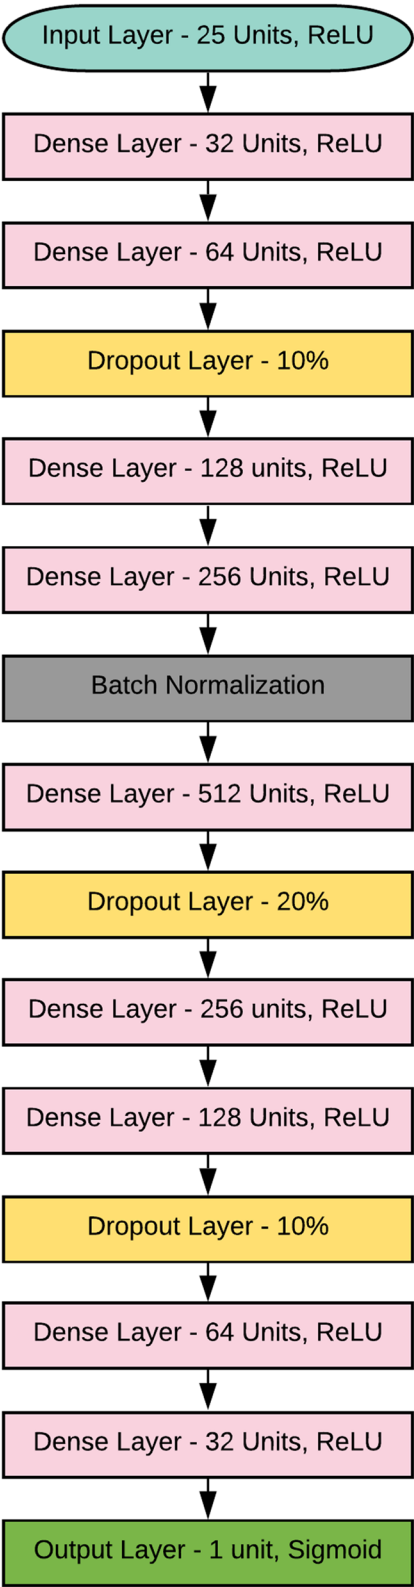 Input Layer - 25 Units, ReLU
Dense Layer - 32 Units, ReLU
Dense Layer - 64 Units, ReLU
Dropout Layer - 10%
Dense Layer - 128 units, ReLU
Dense Layer - 256 Units, ReLU
Batch Normalization
Dense Layer - 512 Units, ReLU
Dropout Layer - 20%
Dense Layer - 256 units, ReLU
Dense Layer - 128 Units, ReLU
Dropout Layer - 10%
Dense Layer - 64 Units, ReLU
Dense Layer - 32 Units, ReLU
Output Layer - 1 unit, Sigmoid